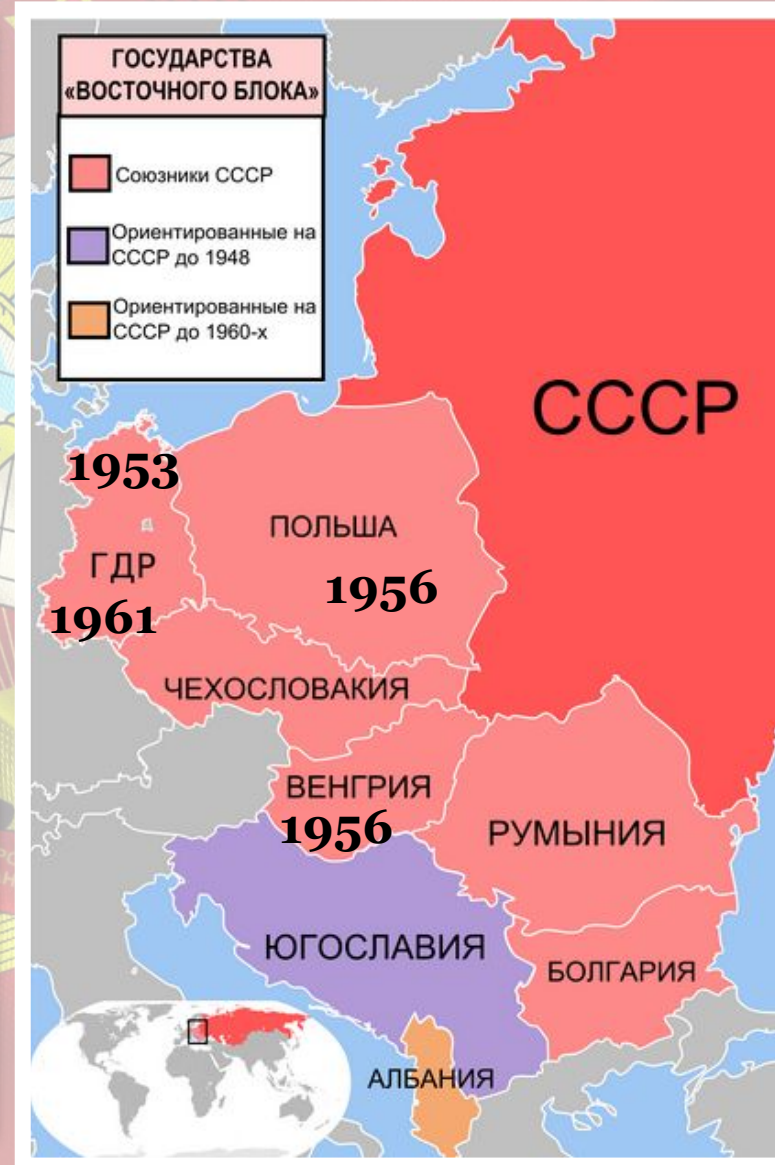 ГОСУДАРСТВА
«ВОСТОЧНОГО БЛОКА»
Союзники СССР
Ориентированные на
СССР до 1948
Ориентированные на
СССР до 1960-х
СССР
1953
ПОЛЬША
ГДР
1956
1961
ЧЕХОСЛОВАКИЯ
ВЕНГРИЯ
1956
РУМЫНИЯ
ЮГОСЛАВИЯ
БОЛГАРИЯ
АЛБАНИЯ